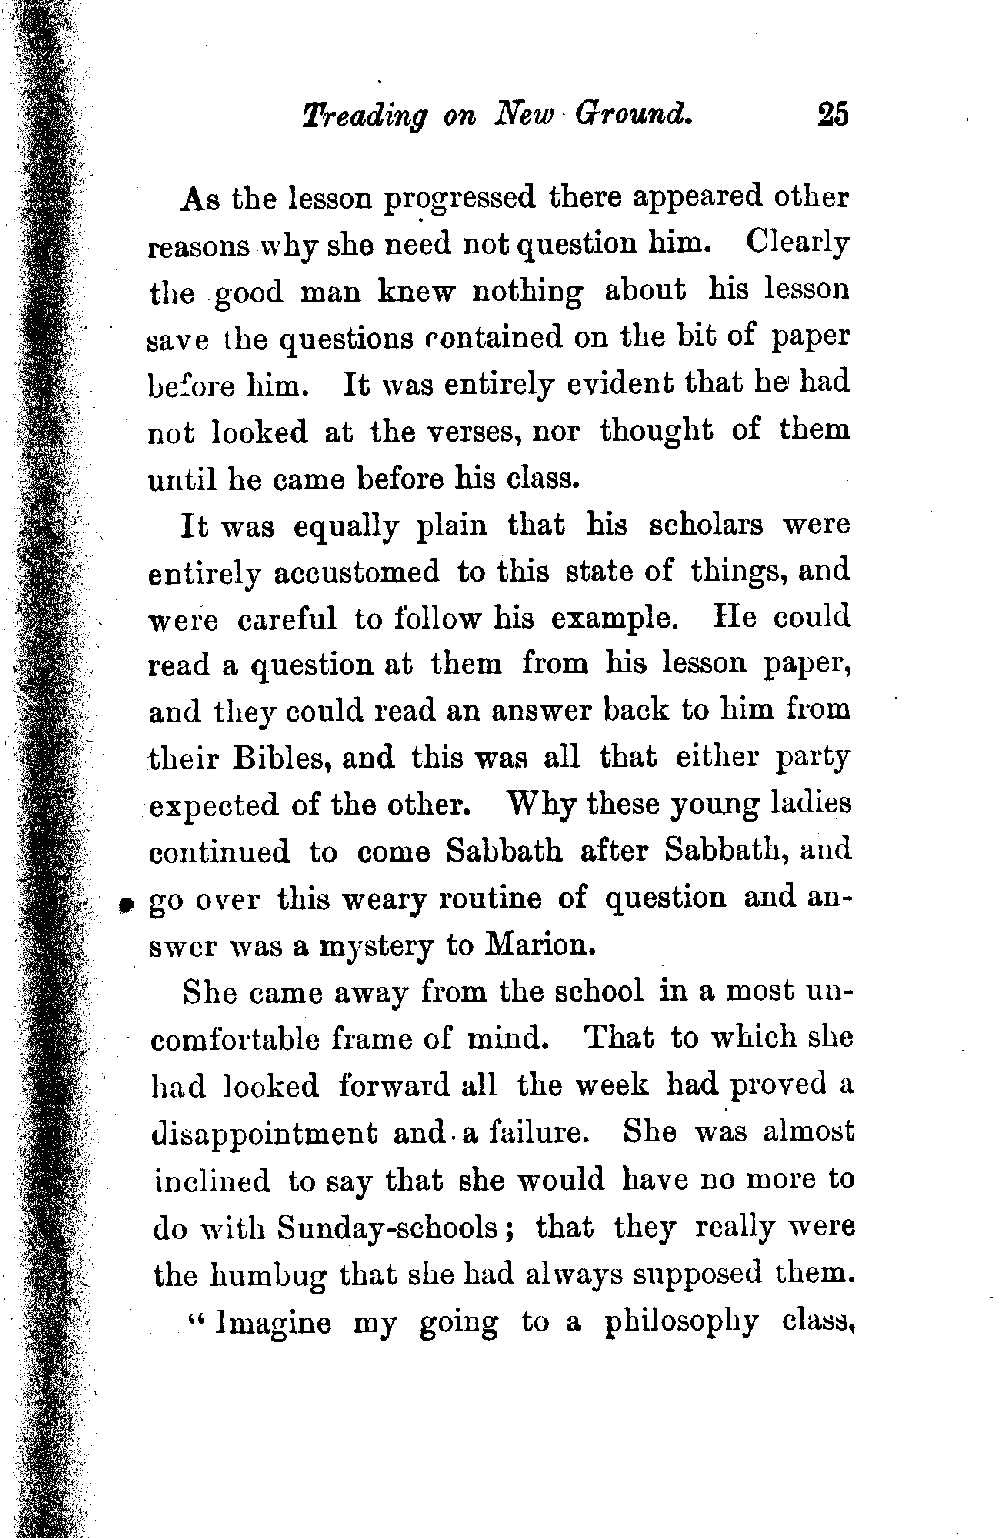 Treading on New Ground. 25
As the lesson progressed there appeared other
reasons why she need not question him. Clearly
the good man knew nothing about his lesson
save the questions contained on the bit of paper
before him. It was entirely evident that he had
not looked at the verses, nor thought of them
until he came before his class.
It was equally plain that his scholars were
entirely accustomed to this state of things, and
were careful to follow his example. He could
read a question at them from his lesson paper,
and they could read an answer back to him from
their Bibles, and this was all that either party
expected of the other. Why these young ladies
continued to come Sabbath after Sabbath, and
go over this weary routine of question and an-
swer was a mystery to Marion.
She came away from the school in a most un-
comfortable frame of mind. That to which she
had looked forward all the week had proved a
disappointment and a failure. She was almost
inclined to say that she would have no more to
do with Sunday-schools; that they really were
the humbug that she had always supposed them.
"Imagine my going to a philosophy class,